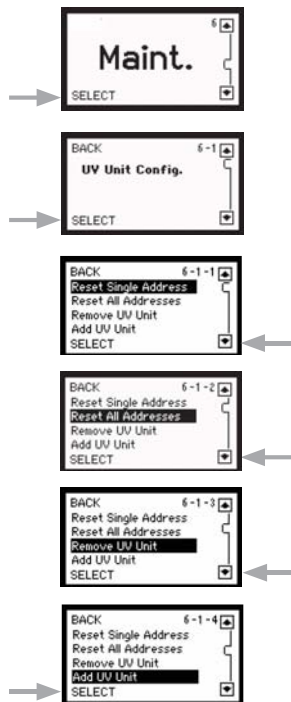 6
Maint.
SELECT
BACK 6-1
UV Unit Config.
SELECT
BACK 6-1-1
Reset Single Address
Reset All Addresses
Remove UV Unit
Add UV Unit
SELECT
BACK 6-1-2
Reset Single Address
Reset All Addresses
Remove UV Unit
Add UV Unit
SELECT
BACK 6-1-3
Reset Single Address
Reset All Addresses
Remove UV Unit
Add UV Unit
SELECT
BACK 6-1-4
Reset Single Address
Reset All Addresses
Remove UV Unit
Add UV Unit
SELECT